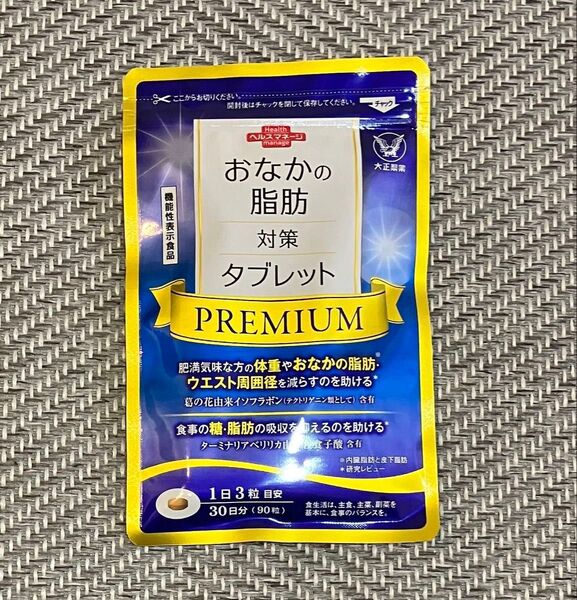 ここからお切りください。
開封後はチャックを閉じて保存してください。
チャック
Health
ヘルスマネージ
manage
大正製薬
機能性表示食品
おなかの
脂肪
対策
タブレット
PREMIUM
肥満気味な方の体重やおなかの脂肪※・
ウエスト周囲径を減らすのを助ける*
葛の花由来イソフラボン(テクトリゲニン類として)含有
食事の糖・脂肪の吸収を抑えるのを助ける*
ターミナリアベリリカ由 食子酸 含有
※内臓脂肪と皮下脂肪
*研究レビュー
1日3粒 目安
30日分(90粒)
食生活は、主食、主菜、副菜を
基本に、食事のバランスを。